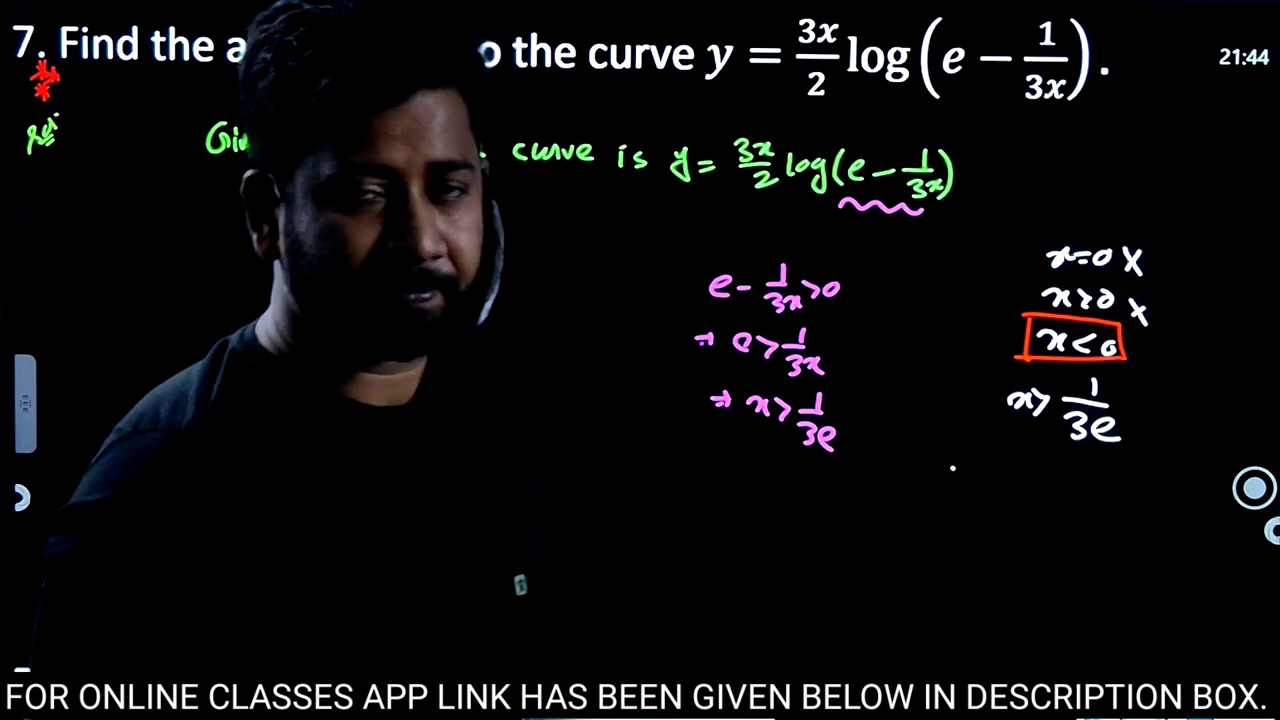 7. Find the a o the curve y = 3x/2 log(e − 1/3x).
21:44
Sol: Giv curve is y = 3x/2 log(e − 1/3x)
e - 1/3x > 0
⇒ e > 1/3x
⇒ x > 1/3e
x = 0 ×
x > 0 ×
x < 0
x > 1/3e
FOR ONLINE CLASSES APP LINK HAS BEEN GIVEN BELOW IN DESCRIPTION BOX.